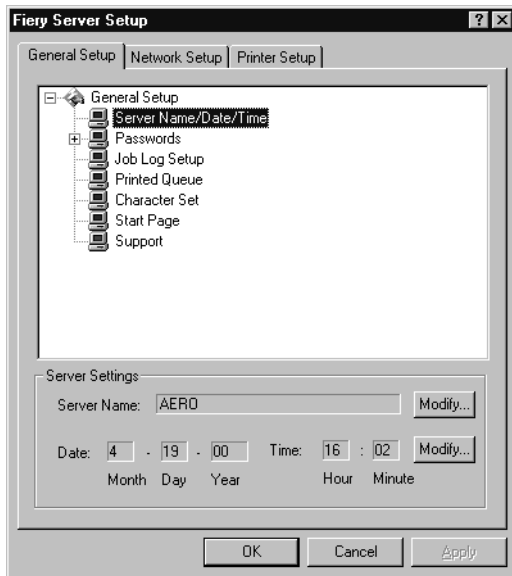 Fiery Server Setup
General Setup Network Setup Printer Setup
General Setup
Server Name/Date/Time
Passwords
Job Log Setup
Printed Queue
Character Set
Start Page
Support
Server Settings
Server Name: AERO Modify...
Date: 4 - 19 - 00 Time: 16 : 02 Modify...
Month Day Year Hour Minute
OK Cancel Apply